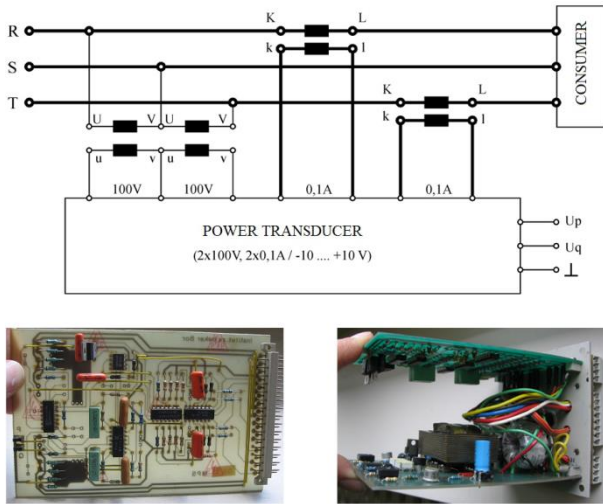 K L
R
k l
S
K L
T
U V U V
k l
u v u v
100V 100V 0,1A 0,1A
CONSUMER
POWER TRANSDUCER
(2x100V, 2x0,1A / -10 .... +10 V)
Up
Uq
⊥